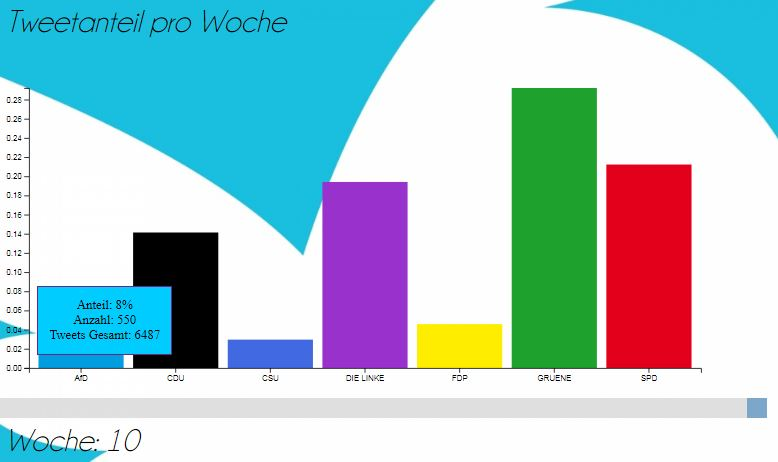 Tweetanteil pro Woche
0.28
0.26
0.24
0.22
0.20
0.18
0.16
0.14
0.12
0.10
0.08
0.06
0.04
0.02
0.00
Anteil: 8%
Anzahl: 550
Tweets Gesamt: 6487
AfD CDU CSU DIE LINKE FDP GRUENE SPD
Woche: 10